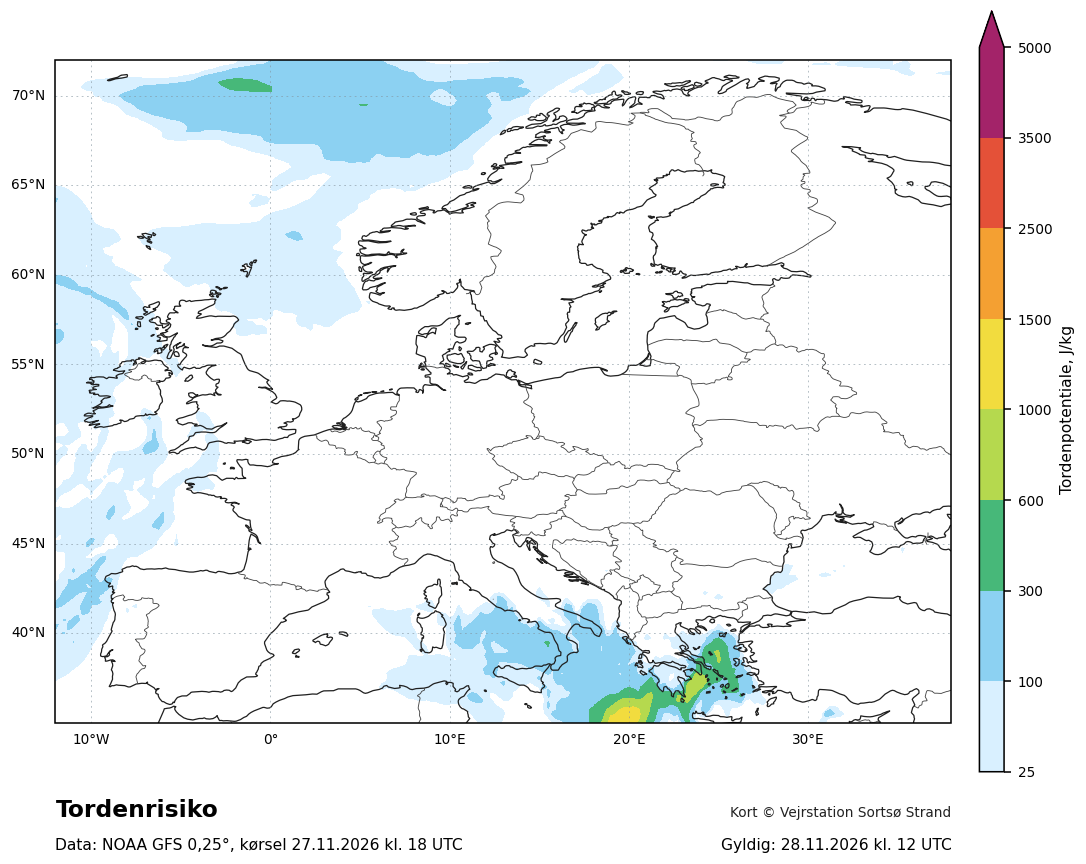 70°N
65°N
60°N
55°N
50°N
45°N
40°N
10°W
0°
10°E
20°E
30°E
5000
3500
2500
1500
1000
600
300
100
25
Tordenpotentiale, J/kg
Tordenrisiko
Kort © Vejrstation Sortsø Strand
Data: NOAA GFS 0,25°, kørsel 27.11.2026 kl. 18 UTC
Gyldig: 28.11.2026 kl. 12 UTC